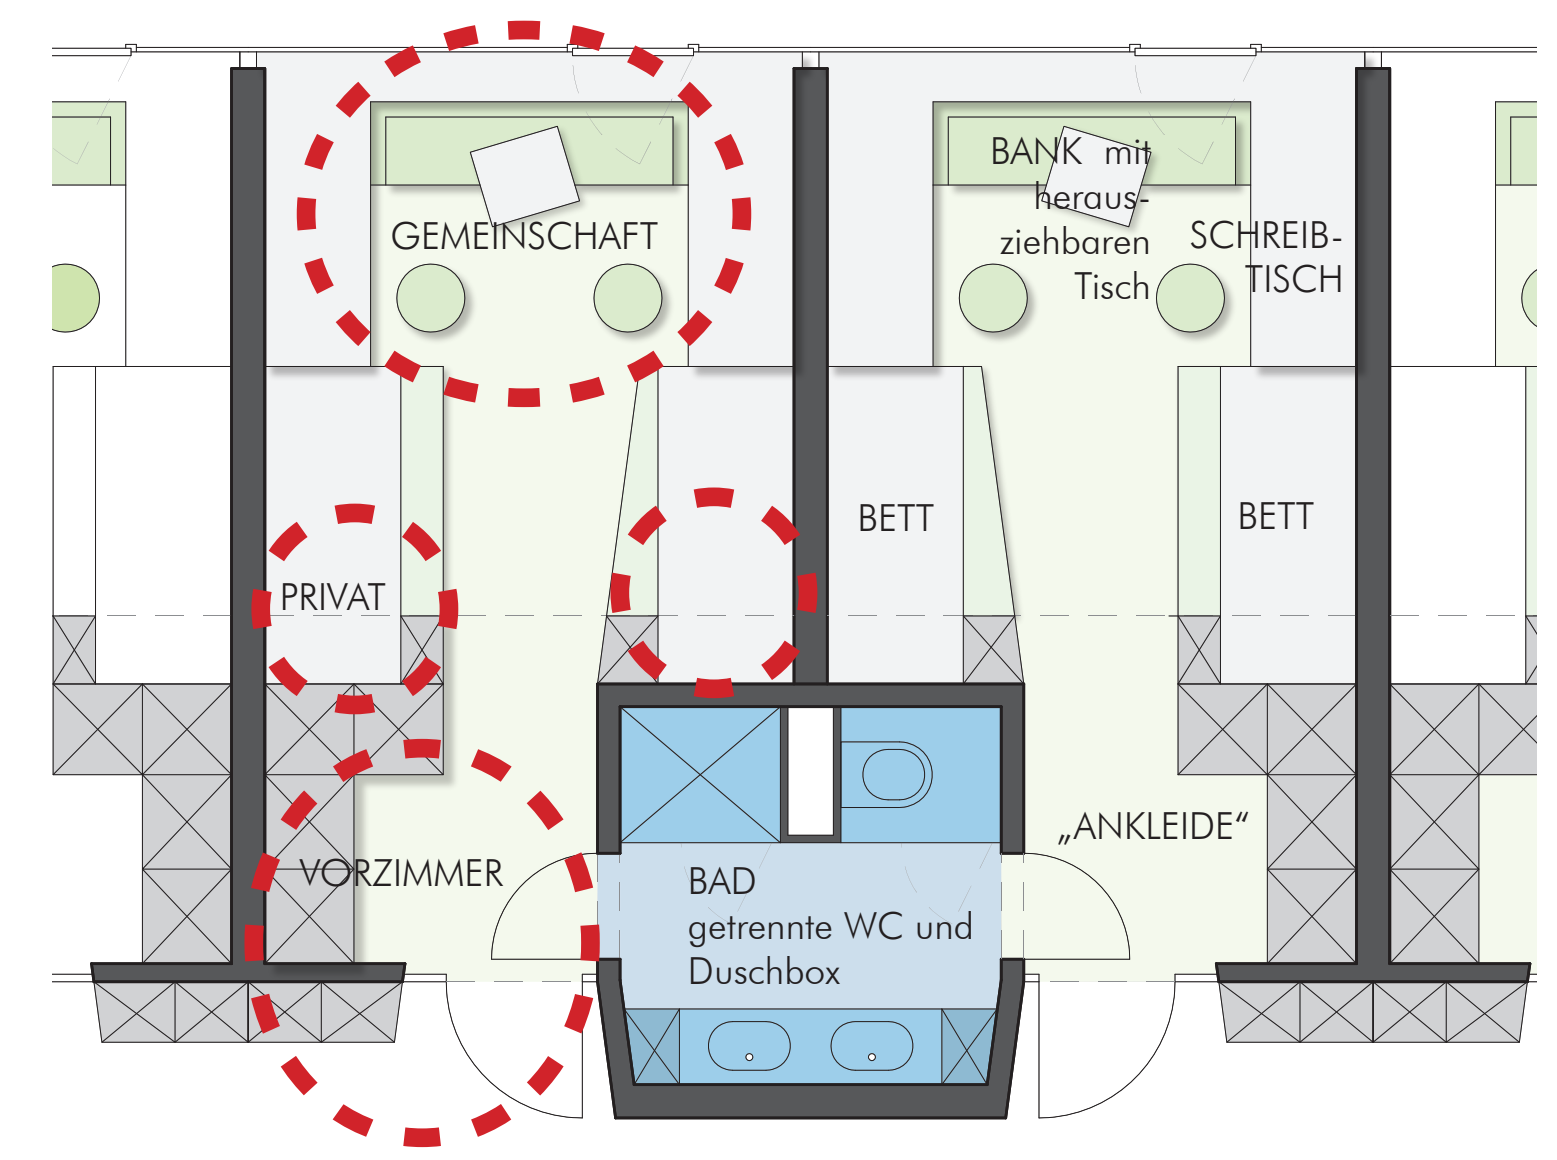 GEMEINSCHAFT
BANK mit
heraus-
ziehbaren
Tisch
SCHREIB-
TISCH
PRIVAT
BETT
BETT
VORZIMMER
„ANKLEIDE“
BAD
getrennte WC und
Duschbox